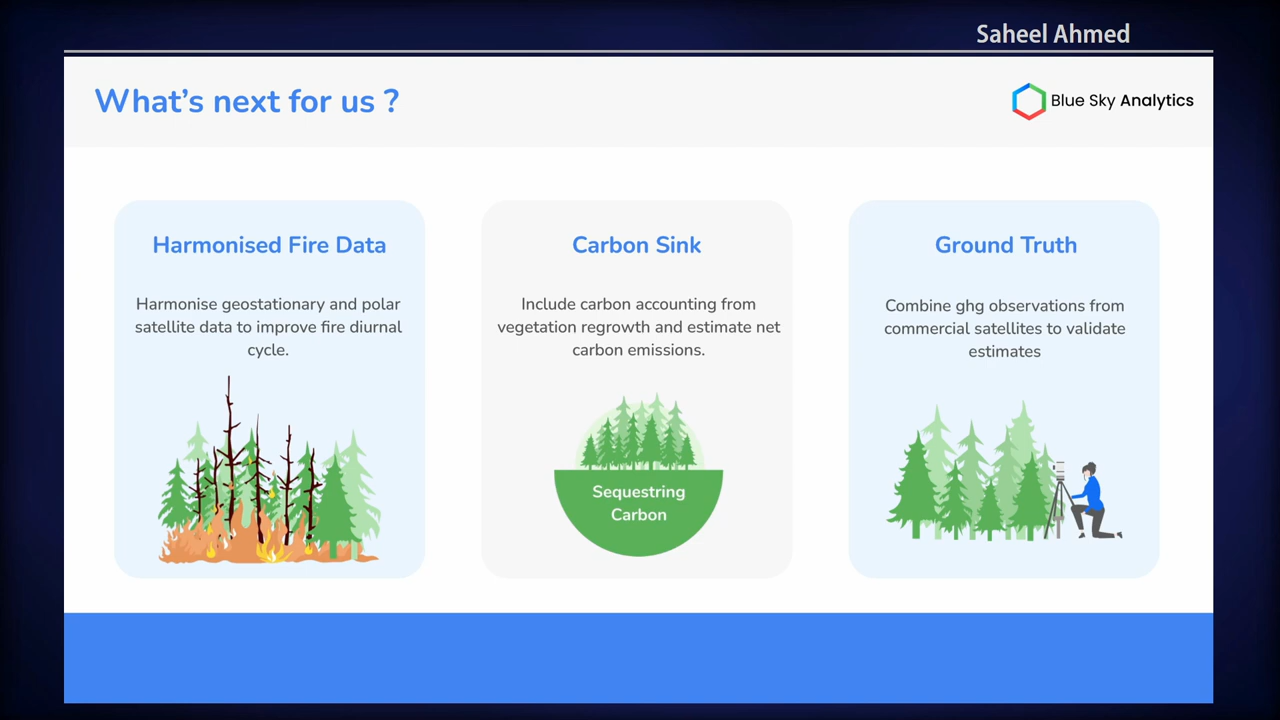 Saheel Ahmed
What's next for us ?
Blue Sky Analytics
Harmonised Fire Data
Harmonise geostationary and polar
satellite data to improve fire diurnal
cycle.
Carbon Sink
Include carbon accounting from
vegetation regrowth and estimate net
carbon emissions.
Sequestring
Carbon
Ground Truth
Combine ghg observations from
commercial satellites to validate
estimates